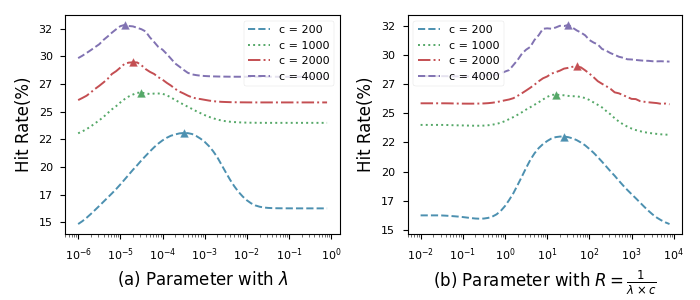 32
30
27
25
22
20
17
15
Hit Rate(%)
c = 200
c = 1000
c = 2000
c = 4000
10⁻⁶ 10⁻⁵ 10⁻⁴ 10⁻³ 10⁻² 10⁻¹ 10⁰
(a) Parameter with λ
32
30
27
25
22
20
17
15
Hit Rate(%)
c = 200
c = 1000
c = 2000
c = 4000
10⁻² 10⁻¹ 10⁰ 10¹ 10² 10³ 10⁴
(b) Parameter with R = 1/(λ × c)